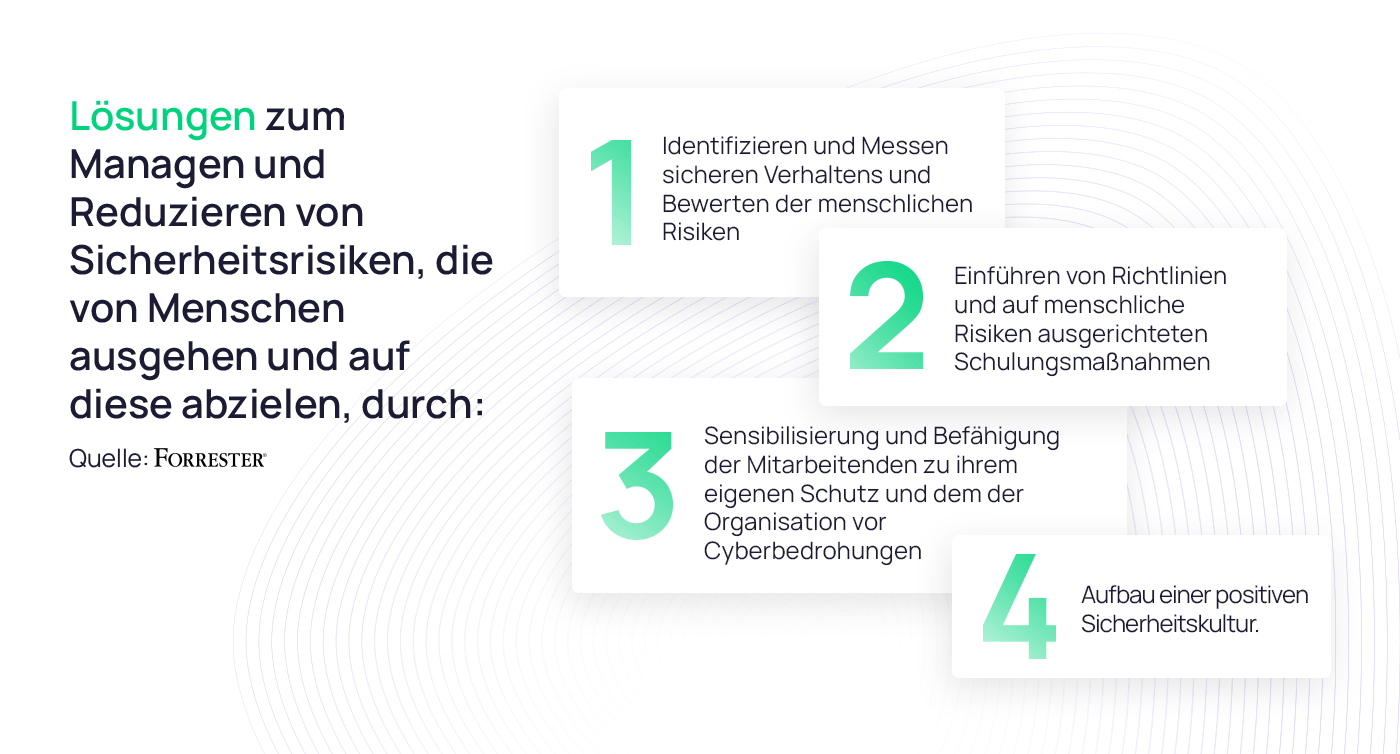 Lösungen zum
Managen und
Reduzieren von
Sicherheitsrisiken, die
von Menschen
ausgehen und auf
diese abzielen, durch:
Quelle: FORRESTER®
1
Identifizieren und Messen
sicheren Verhaltens und
Bewerten der menschlichen
Risiken
2
Einführen von Richtlinien
und auf menschliche
Risiken ausgerichteten
Schulungsmaßnahmen
3
Sensibilisierung und Befähigung
der Mitarbeitenden zu ihrem
eigenen Schutz und dem der
Organisation vor
Cyberbedrohungen
4
Aufbau einer positiven
Sicherheitskultur.